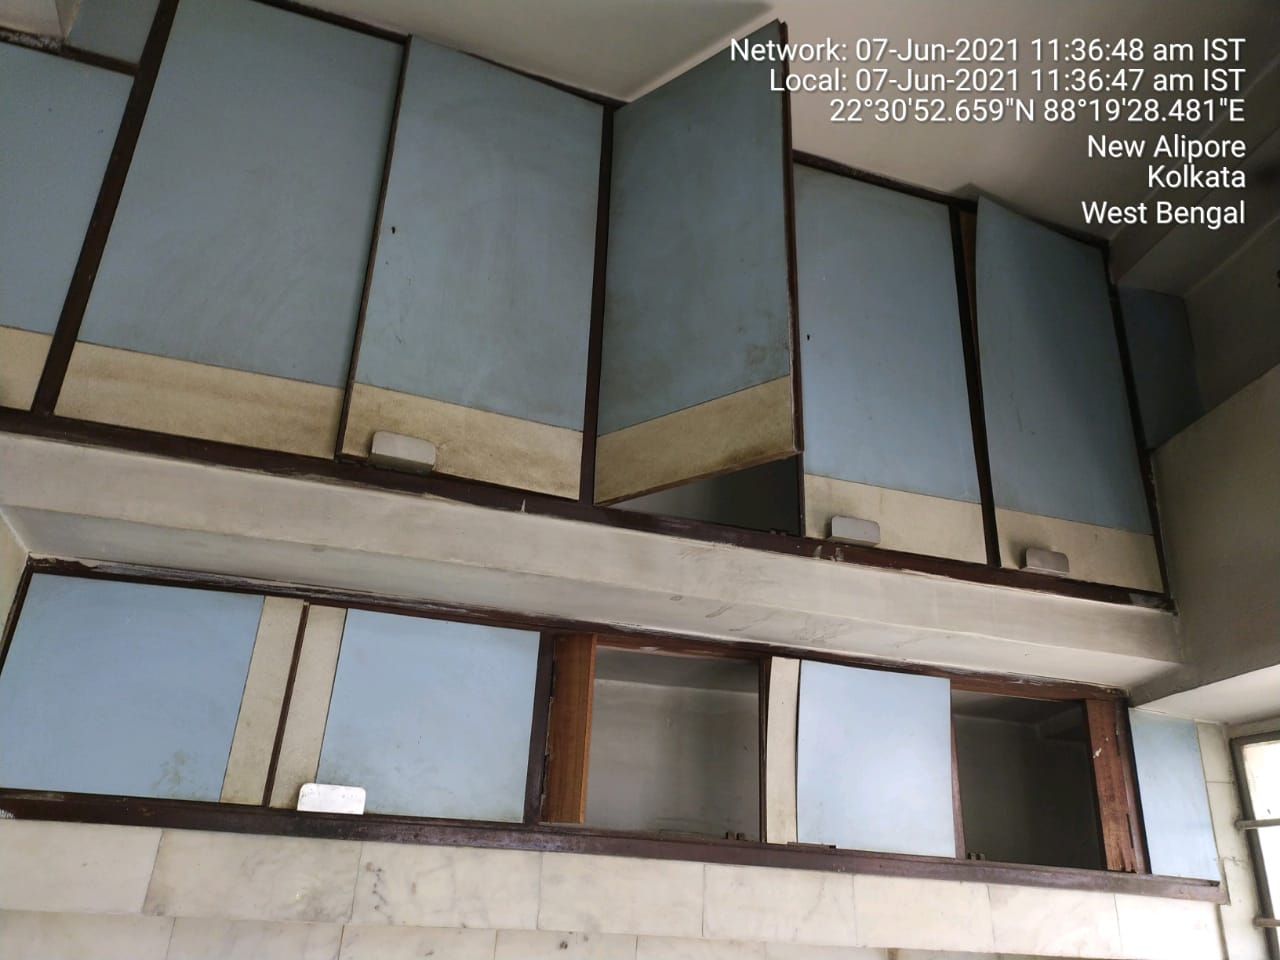 Network: 07-Jun-2021 11:36:48 am IST
Local: 07-Jun-2021 11:36:47 am IST
22°30'52.659"N 88°19'28.481"E
New Alipore
Kolkata
West Bengal